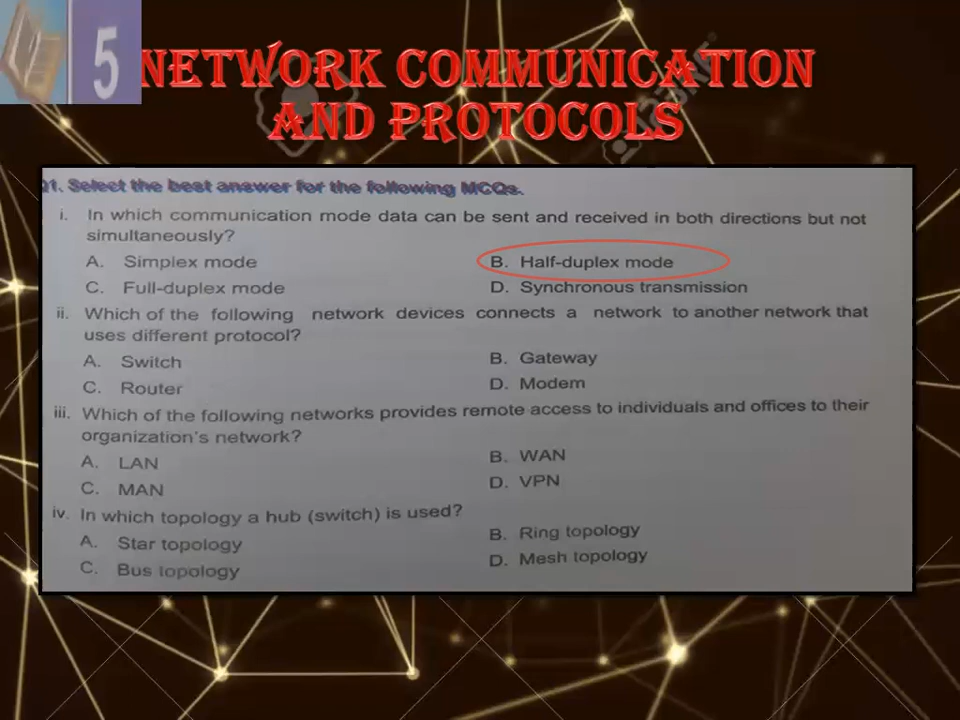 5
NETWORK COMMUNICATION
AND PROTOCOLS
Q1. Select the best answer for the following MCQs.
i. In which communication mode data can be sent and received in both directions but not
simultaneously?
A. Simplex mode B. Half-duplex mode
C. Full-duplex mode D. Synchronous transmission
ii. Which of the following network devices connects a network to another network that
uses different protocol?
A. Switch B. Gateway
C. Router D. Modem
iii. Which of the following networks provides remote access to individuals and offices to their
organization's network?
A. LAN B. WAN
C. MAN D. VPN
iv. In which topology a hub (switch) is used?
A. Star topology B. Ring topology
C. Bus topology D. Mesh topology